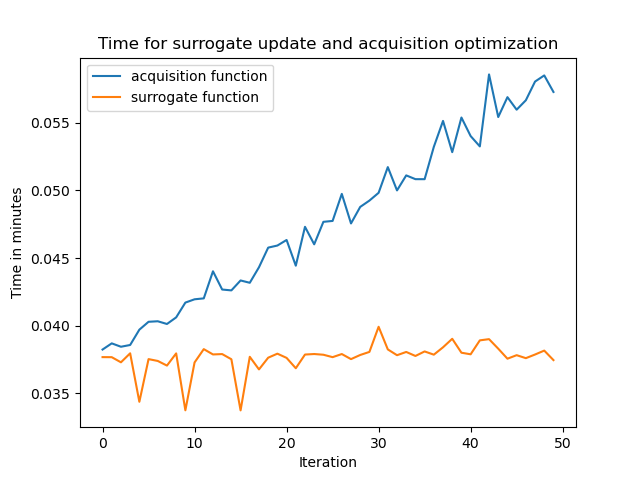 Time for surrogate update and acquisition optimization
acquisition function
surrogate function
Time in minutes
0.055
0.050
0.045
0.040
0.035
0 10 20 30 40 50
Iteration